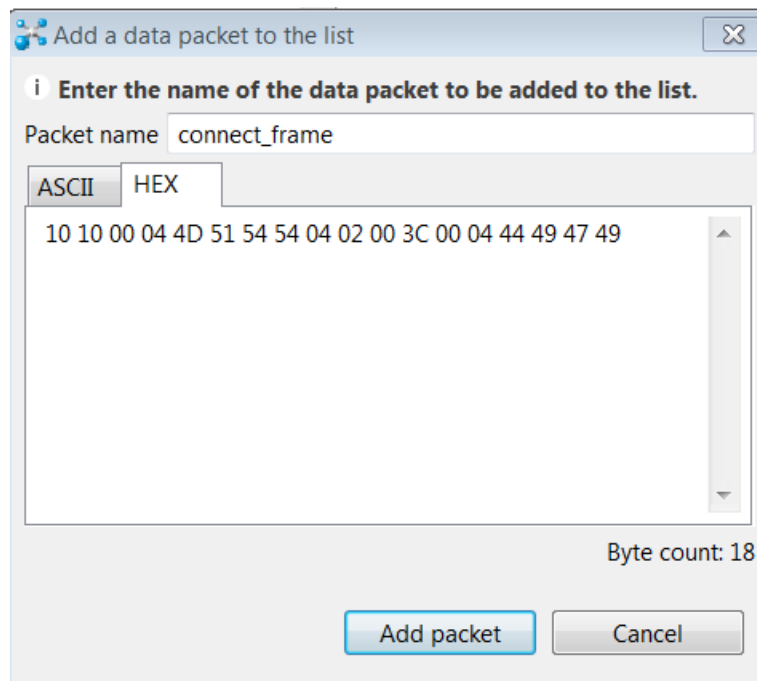 Add a data packet to the list
Enter the name of the data packet to be added to the list.
Packet name connect_frame
ASCII HEX
10 10 00 04 4D 51 54 54 04 02 00 3C 00 04 44 49 47 49
Byte count: 18
Add packet Cancel